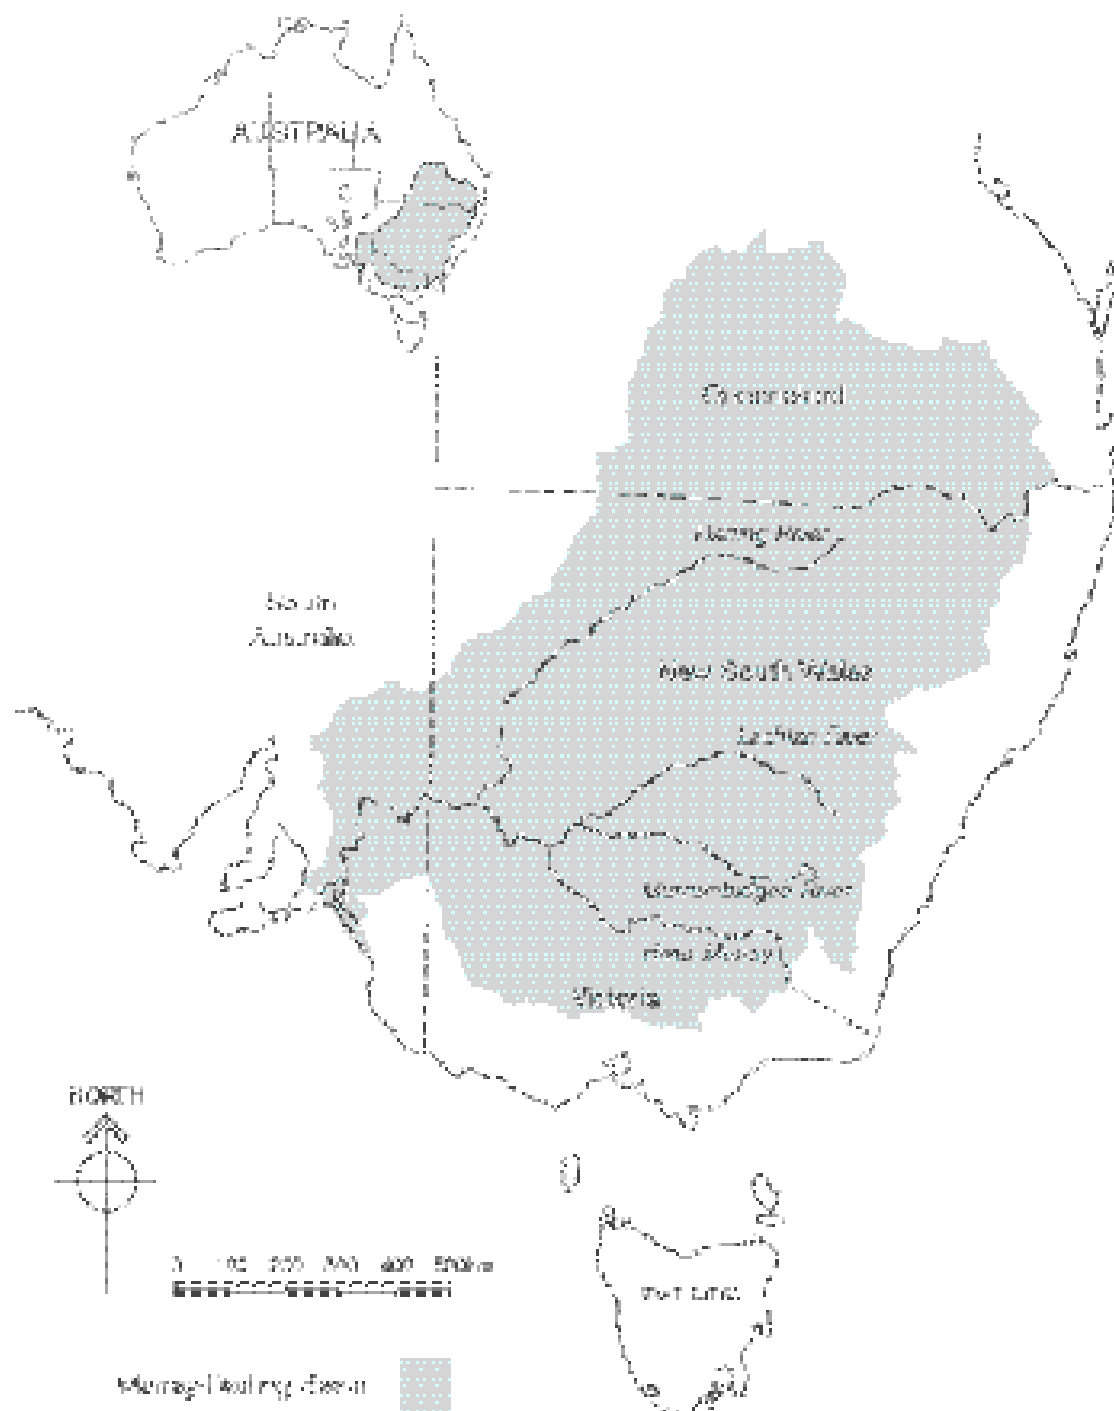 AUSTRALIA
Queensland
Darling River
South
Australia
New South Wales
Lachlan River
Murrumbidgee River
River Murray
Victoria
NORTH
0 100 200 300 400 500km
Tasmania
Murray-Darling Basin